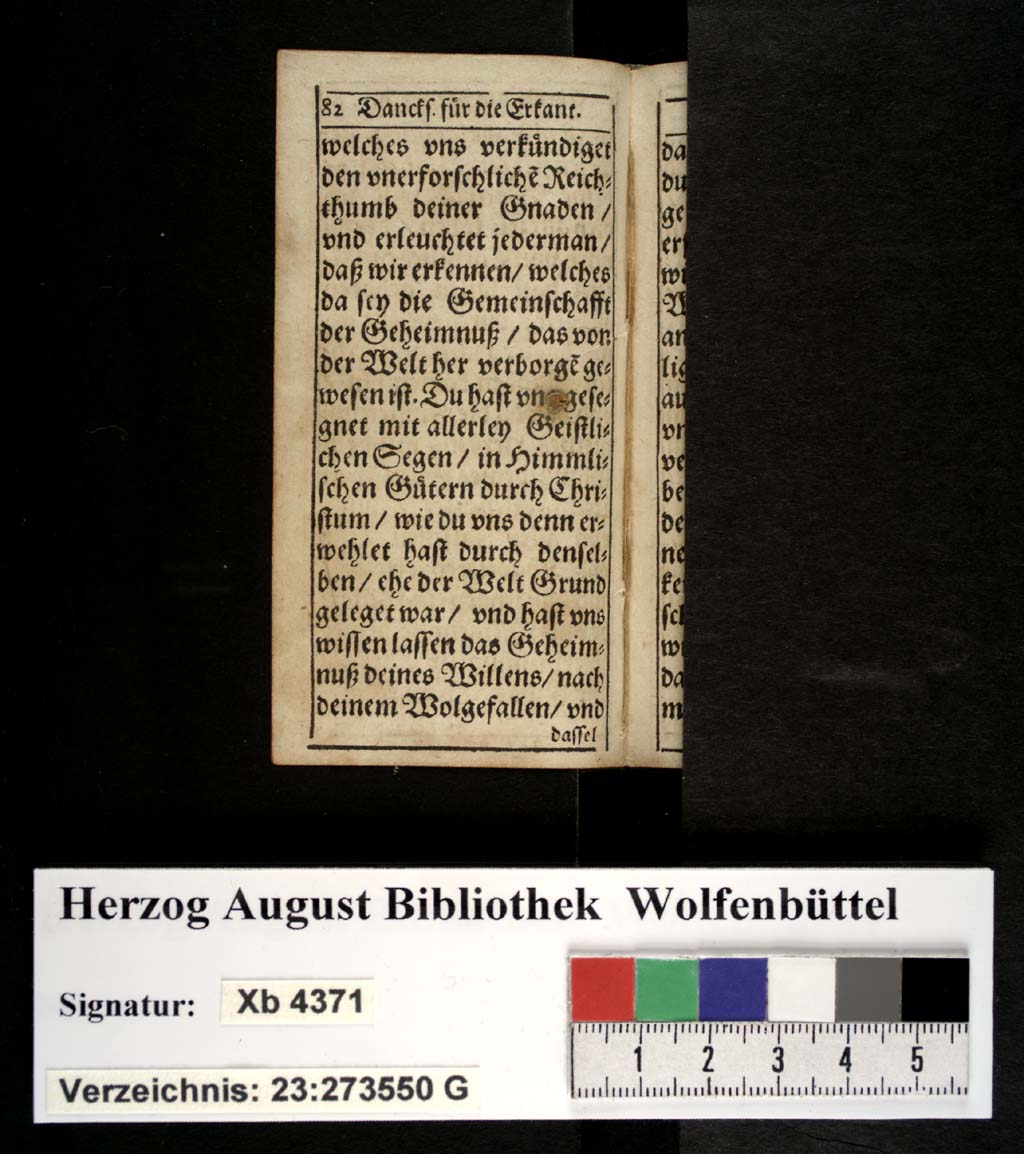 82 Dancks. für die Erkant.
welches vns verkündiget
den vnerforschlichẽ Reich⸗
thumb deiner Gnaden /
vnd erleuchtet jederman /
daß wir erkennen / welches
da sey die Gemeinschafft
der Geheimnuß / das von
der Welt her verborgẽ ge⸗
wesen ist. Du hast gese⸗
gnet mit allerley Geistli⸗
chen Segen / in Himmli⸗
schen Guͤtern durch Chri⸗
stum / wie du vns denn er⸗
wehlet hast durch densel⸗
ben / ehe der Welt Grund
geleget war / vnd hast vns
wissen lassen das Geheim⸗
nuß deines Willens / nach
deinem Wolgefallen / vnd
dassel
Herzog August Bibliothek Wolfenbüttel
Signatur: Xb 4371
Verzeichnis: 23:273550 G
1 2 3 4 5